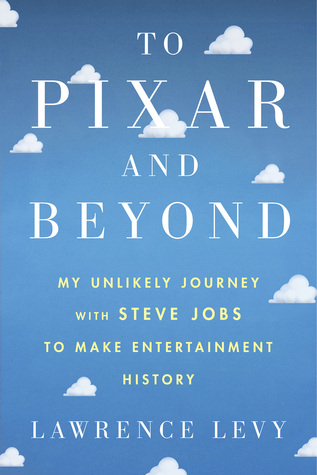 TO
PIXAR
AND
BEYOND
MY UNLIKELY JOURNEY
WITH STEVE JOBS
TO MAKE ENTERTAINMENT
HISTORY
LAWRENCE LEVY